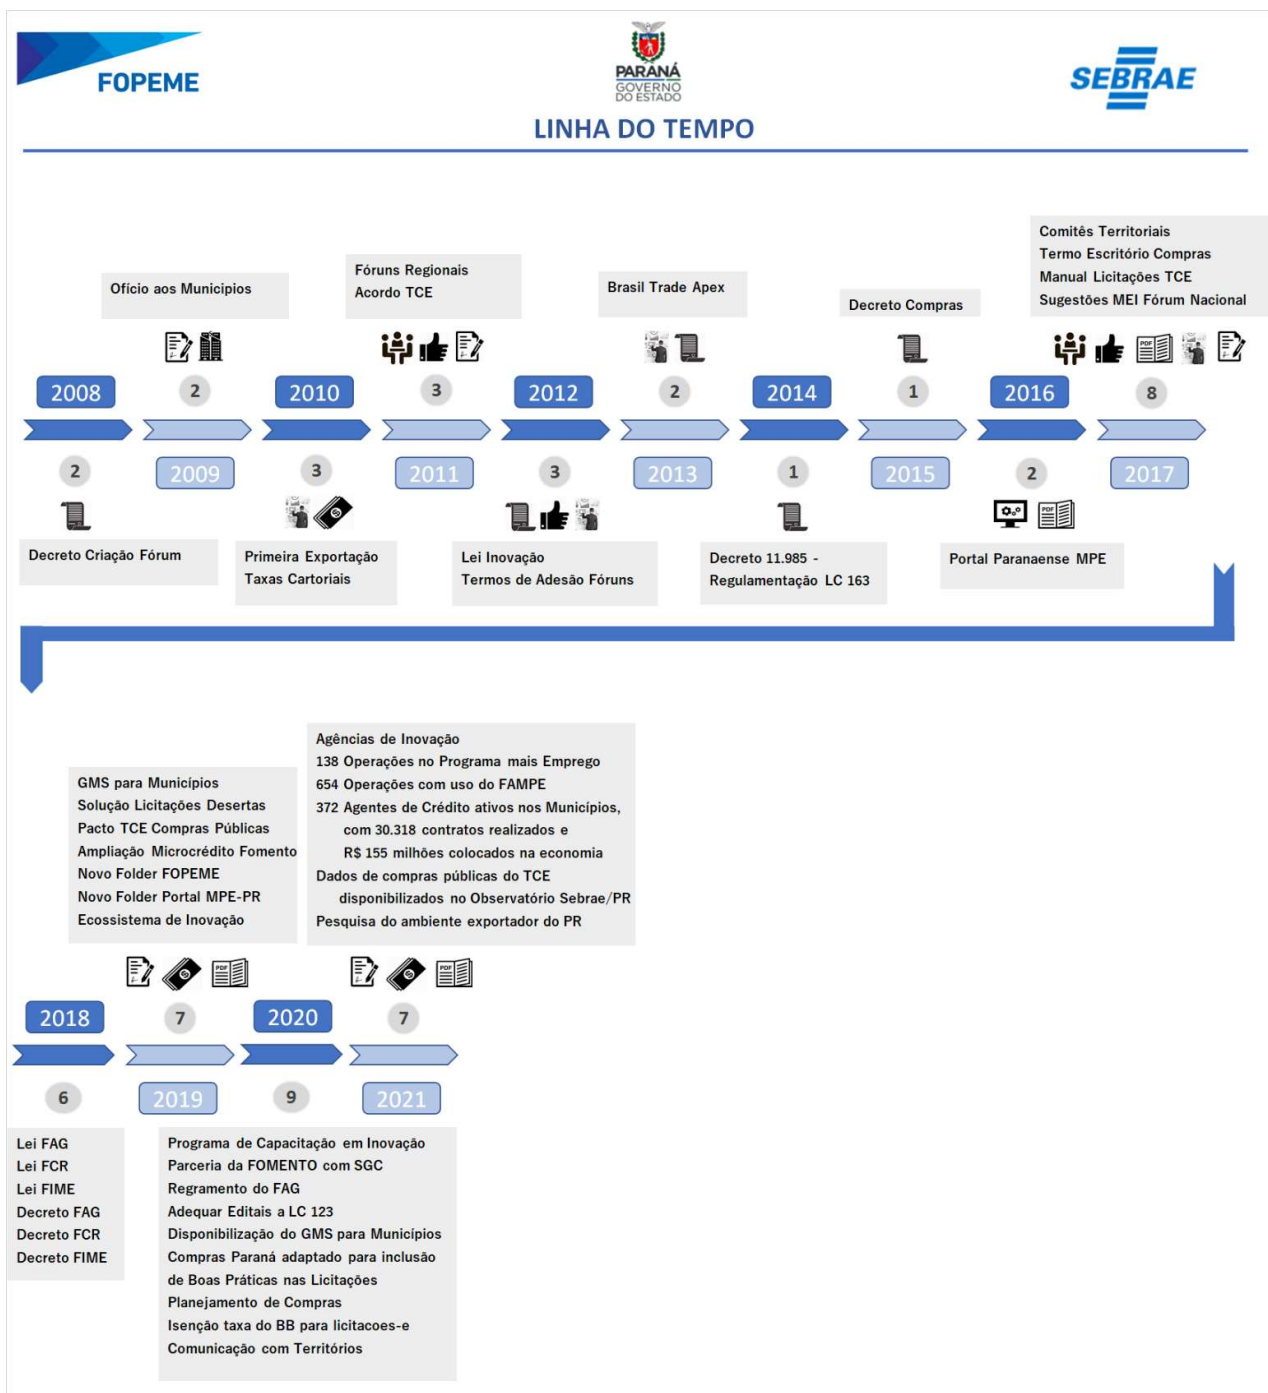 FOPEME
PARANÁ
GOVERNO
DO ESTADO
SEBRAE
LINHA DO TEMPO
Comitês Territoriais
Termo Escritório Compras
Manual Licitações TCE
Sugestões MEI Fórum Nacional
Fóruns Regionais
Acordo TCE
Ofício aos Municipios
Brasil Trade Apex
Decreto Compras
PDF
2008
2
2010
3
2012
2
2014
1
2016
8
2
2009
3
2011
3
2013
1
2015
2
2017
PDF
Decreto Criação Fórum
Primeira Exportação
Taxas Cartoriais
Lei Inovação
Termos de Adesão Fóruns
Decreto 11.985 -
Regulamentação LC 163
Portal Paranaense MPE
GMS para Municípios
Solução Licitações Desertas
Pacto TCE Compras Públicas
Ampliação Microcrédito Fomento
Novo Folder FOPEME
Novo Folder Portal MPE-PR
Ecossistema de Inovação
Agências de Inovação
138 Operações no Programa mais Emprego
654 Operações com uso do FAMPE
372 Agentes de Crédito ativos nos Municípios,
com 30.318 contratos realizados e
R$ 155 milhões colocados na economia
Dados de compras públicas do TCE
disponibilizados no Observatório Sebrae/PR
Pesquisa do ambiente exportador do PR
PDF
PDF
2018
7
2020
7
6
2019
9
2021
Lei FAG
Lei FCR
Lei FIME
Decreto FAG
Decreto FCR
Decreto FIME
Programa de Capacitação em Inovação
Parceria da FOMENTO com SGC
Regramento do FAG
Adequar Editais a LC 123
Disponibilização do GMS para Municípios
Compras Paraná adaptado para inclusão
de Boas Práticas nas Licitações
Planejamento de Compras
Isenção taxa do BB para licitacoes-e
Comunicação com Territórios